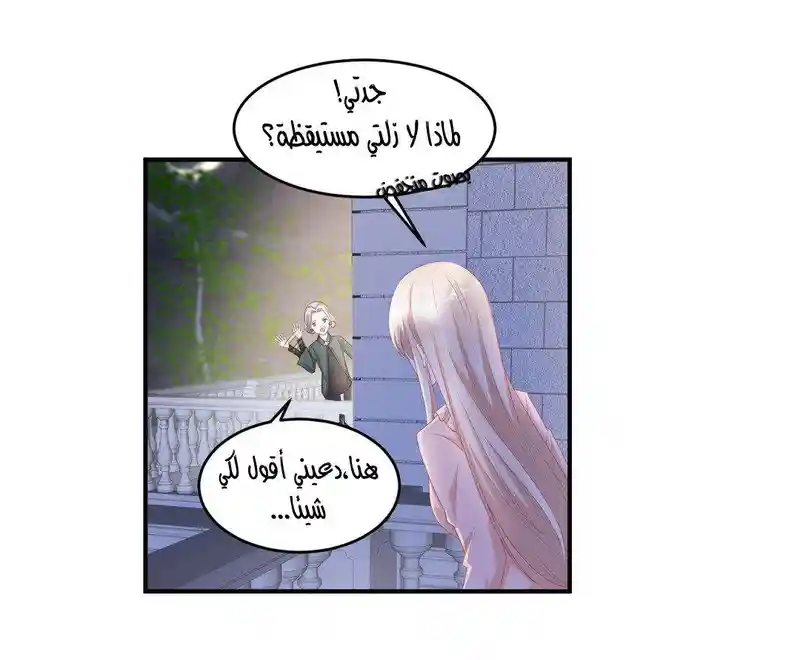 جدتي!
لماذا لا زلتي مستيقظة؟
بصوت منخفض
هنا،دعيني أقول لكي
شيئا...